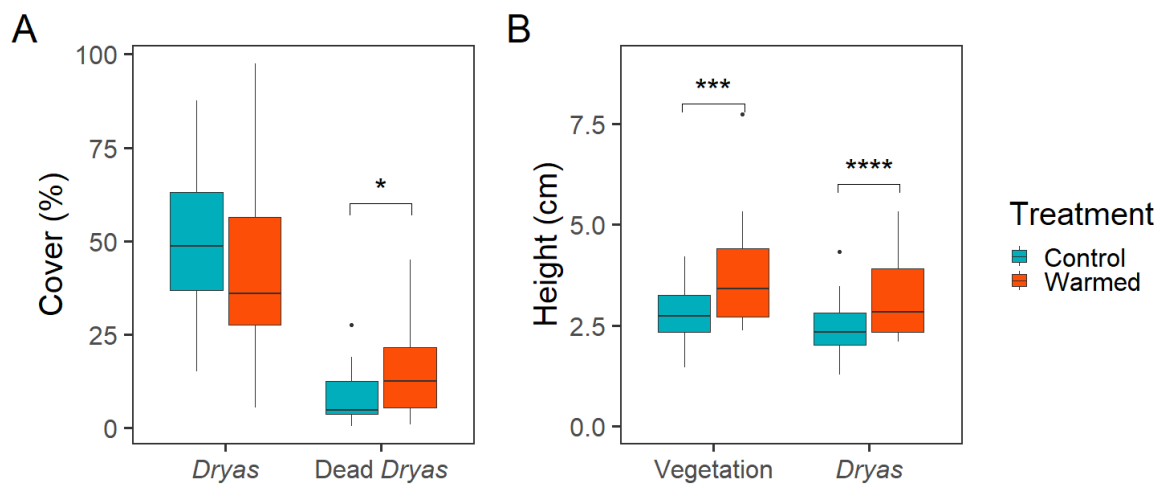 A
Cover (%)
100
75
50
25
0
*
Dryas
Dead Dryas
B
Height (cm)
7.5
5.0
2.5
0.0
***
****
Vegetation
Dryas
Treatment
Control
Warmed